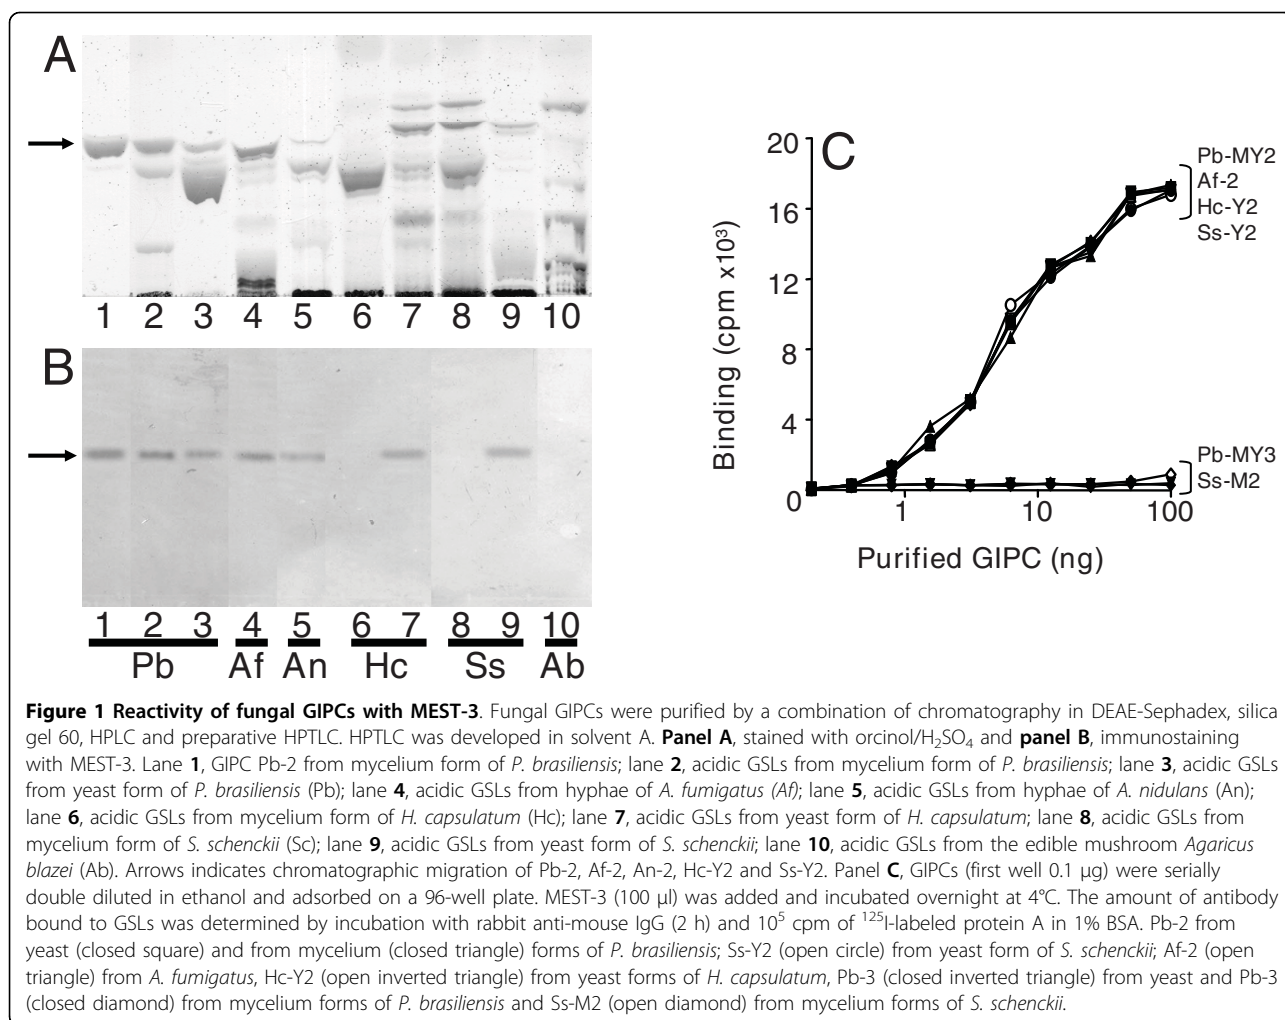 A
1 2 3 4 5 6 7 8 9 10
B
1 2 3 4 5 6 7 8 9 10
Pb Af An Hc Ss Ab
C
20
16
12
8
4
0
1 10 100
Binding (cpm x10³)
Purified GIPC (ng)
Pb-MY2
Af-2
Hc-Y2
Ss-Y2
Pb-MY3
Ss-M2
Figure 1 Reactivity of fungal GIPCs with MEST-3. Fungal GIPCs were purified by a combination of chromatography in DEAE-Sephadex, silica
gel 60, HPLC and preparative HPTLC. HPTLC was developed in solvent A. Panel A, stained with orcinol/H₂SO₄ and panel B, immunostaining
with MEST-3. Lane 1, GIPC Pb-2 from mycelium form of P. brasiliensis; lane 2, acidic GSLs from mycelium form of P. brasiliensis; lane 3, acidic GSLs
from yeast form of P. brasiliensis (Pb); lane 4, acidic GSLs from hyphae of A. fumigatus (Af); lane 5, acidic GSLs from hyphae of A. nidulans (An);
lane 6, acidic GSLs from mycelium form of H. capsulatum (Hc); lane 7, acidic GSLs from yeast form of H. capsulatum; lane 8, acidic GSLs from
mycelium form of S. schenckii (Sc); lane 9, acidic GSLs from yeast form of S. schenckii; lane 10, acidic GSLs from the edible mushroom Agaricus
blazei (Ab). Arrows indicates chromatographic migration of Pb-2, Af-2, An-2, Hc-Y2 and Ss-Y2. Panel C, GIPCs (first well 0.1 μg) were serially
double diluted in ethanol and adsorbed on a 96-well plate. MEST-3 (100 μl) was added and incubated overnight at 4°C. The amount of antibody
bound to GSLs was determined by incubation with rabbit anti-mouse IgG (2 h) and 10⁵ cpm of ¹²⁵I-labeled protein A in 1% BSA. Pb-2 from
yeast (closed square) and from mycelium (closed triangle) forms of P. brasiliensis; Ss-Y2 (open circle) from yeast form of S. schenckii; Af-2 (open
triangle) from A. fumigatus, Hc-Y2 (open inverted triangle) from yeast forms of H. capsulatum, Pb-3 (closed inverted triangle) from yeast and Pb-3
(closed diamond) from mycelium forms of P. brasiliensis and Ss-M2 (open diamond) from mycelium forms of S. schenckii.